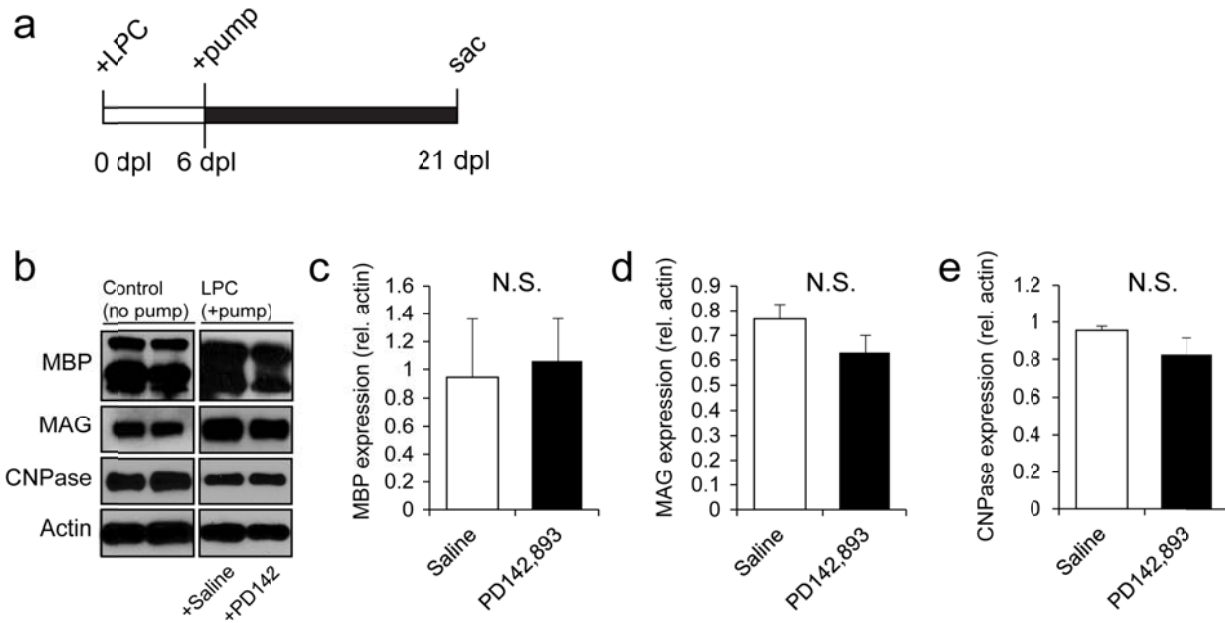 a
+LPC +pump sac
0 dpl 6 dpl 21 dpl
b
Control (no pump)
LPC (+pump)
MBP
MAG
CNPase
Actin
+Saline
+PD142
c
MBP expression (rel. actin)
N.S.
1.6
1.4
1.2
1
0.8
0.6
0.4
0.2
0
Saline
PD142,893
d
MAG expression (rel. actin)
N.S.
0.9
0.8
0.7
0.6
0.5
0.4
0.3
0.2
0.1
0
Saline
PD142,893
e
CNPase expression (rel. actin)
N.S.
1.2
1
0.8
0.6
0.4
0.2
0
Saline
PD142,893